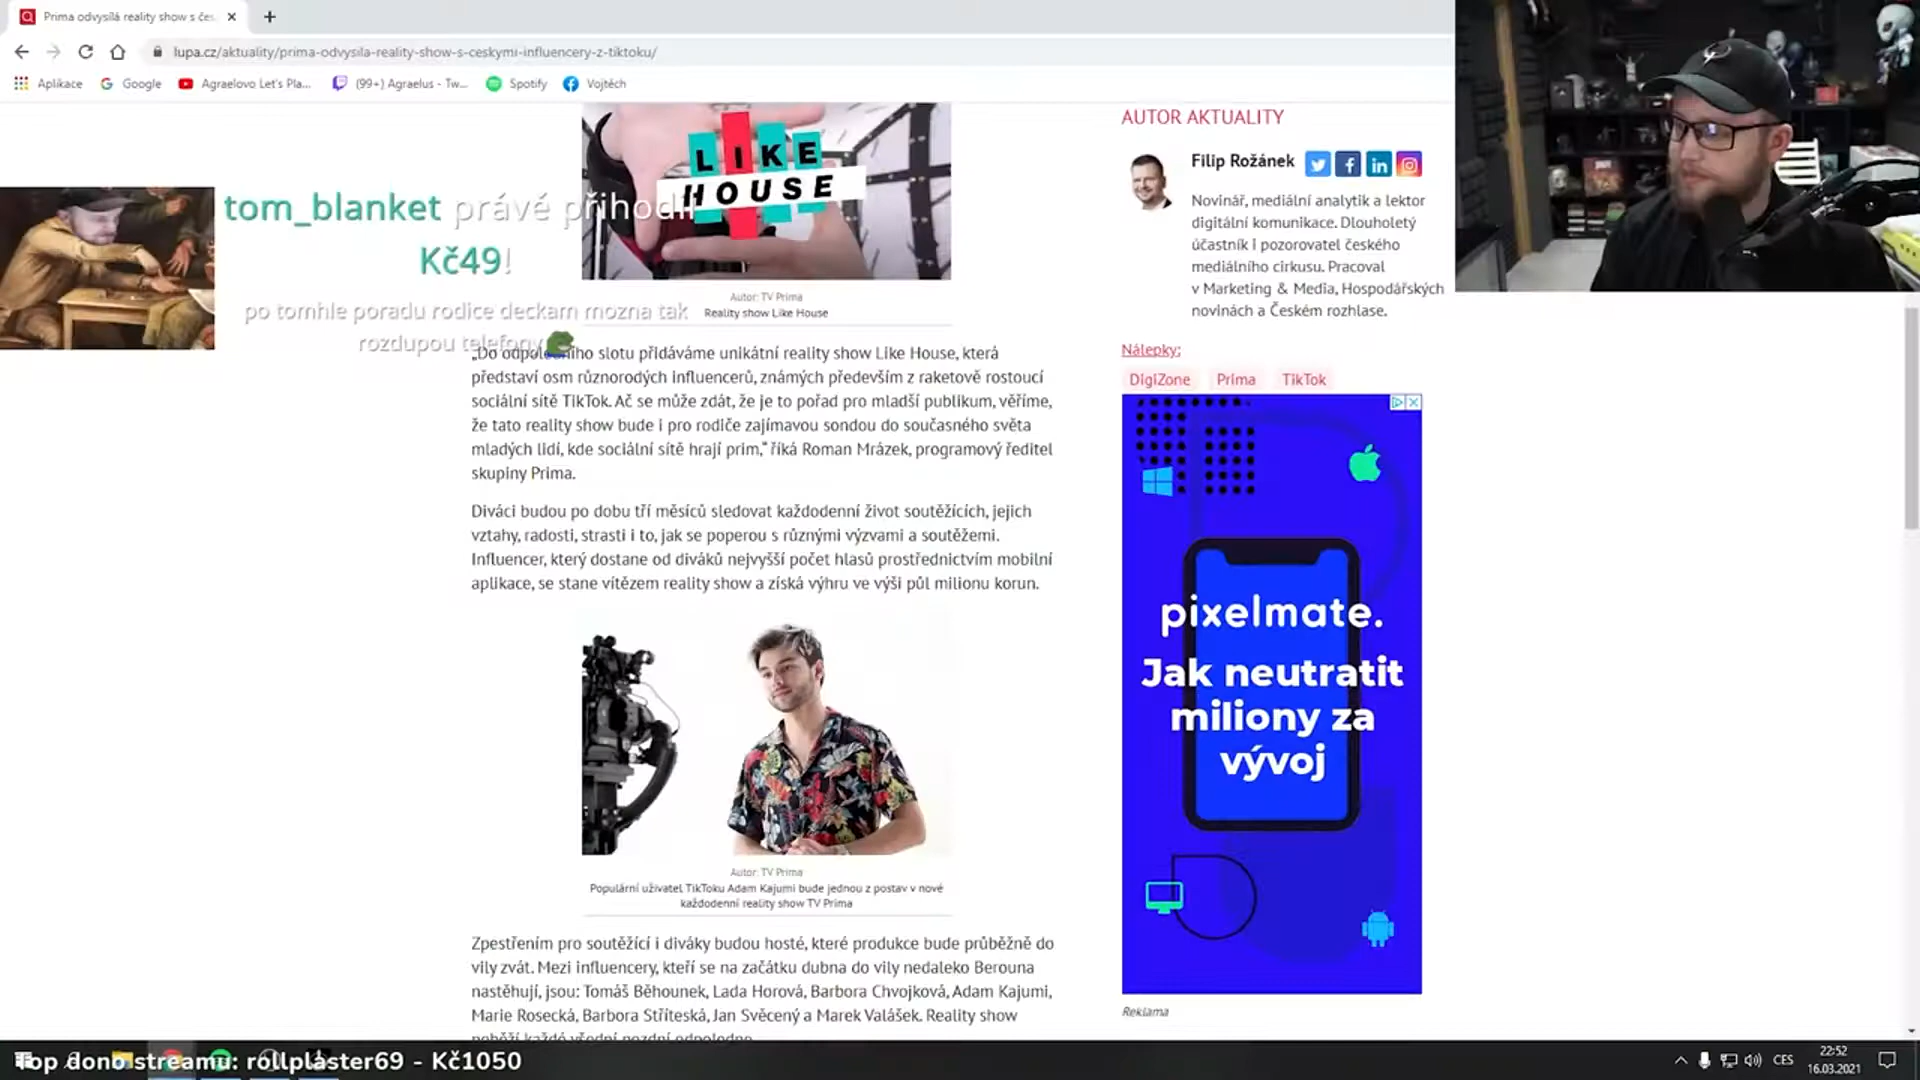 Prima odvysílá reality show s čes
lupa.cz/aktuality/prima-odvysila-reality-show-s-ceskymi-influencery-z-tiktoku/
Aplikace
Google
Agraelovo Let's Pla...
(99+) Agraelus - Tw...
Spotify
Vojtěch
LIKE
HOUSE
Autor: TV Prima
Reality show Like House
tom_blanket právě přihodil
Kč49!
po tomhle poradu rodice deckam mozna tak
rozdupou telefony
„Do odpoledního slotu přidáváme unikátní reality show Like House, která
představí osm různorodých influencerů, známých především z raketově rostoucí
sociální sítě TikTok. Ač se může zdát, že je to pořad pro mladší publikum, věříme,
že tato reality show bude i pro rodiče zajímavou sondou do současného světa
mladých lidí, kde sociální sítě hrají prim,“ říká Roman Mrázek, programový ředitel
skupiny Prima.
Diváci budou po dobu tří měsíců sledovat každodenní život soutěžících, jejich
vztahy, radosti, strasti i to, jak se poperou s různými výzvami a soutěžemi.
Influencer, který dostane od diváků nejvyšší počet hlasů prostřednictvím mobilní
aplikace, se stane vítězem reality show a získá výhru ve výši půl milionu korun.
Autor: TV Prima
Populární uživatel TikToku Adam Kajumi bude jednou z postav v nové
každodenní reality show TV Prima
Zpestřením pro soutěžící i diváky budou hosté, které produkce bude průběžně do
vily zvát. Mezi influencery, kteří se na začátku dubna do vily nedaleko Berouna
nastěhují, jsou: Tomáš Běhounek, Lada Horová, Barbora Chvojková, Adam Kajumi,
Marie Rosecká, Barbora Stříteská, Jan Svěcený a Marek Valášek. Reality show
poběží každé všední pozdní odpoledne.
AUTOR AKTUALITY
Filip Rožánek
Novinář, mediální analytik a lektor
digitální komunikace. Dlouholetý
účastník i pozorovatel českého
mediálního cirkusu. Pracoval
v Marketing & Media, Hospodářských
novinách a Českém rozhlase.
Nálepky:
DigiZone
Prima
TikTok
pixelmate.
Jak neutratit
miliony za
vývoj
Reklama
Top dono streamu: rollplaster69 - Kč1050
CES
22:52
16.03.2021